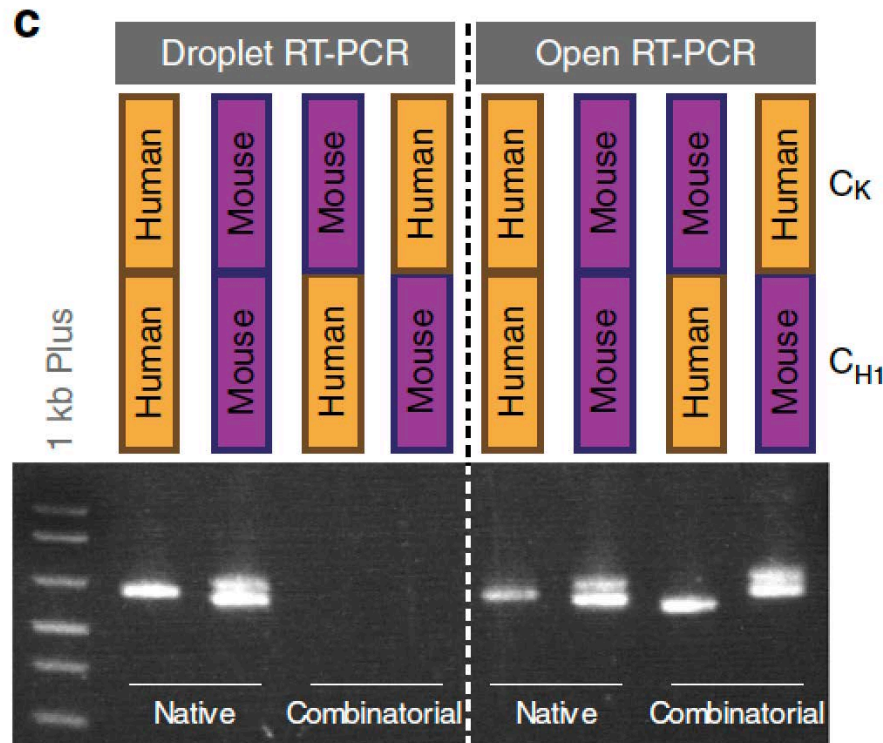 c
Droplet RT-PCR
Open RT-PCR
Human Mouse Mouse Human Human Mouse Mouse Human CK
Human Mouse Human Mouse Human Mouse Human Mouse CH1
1 kb Plus
Native Combinatorial Native Combinatorial